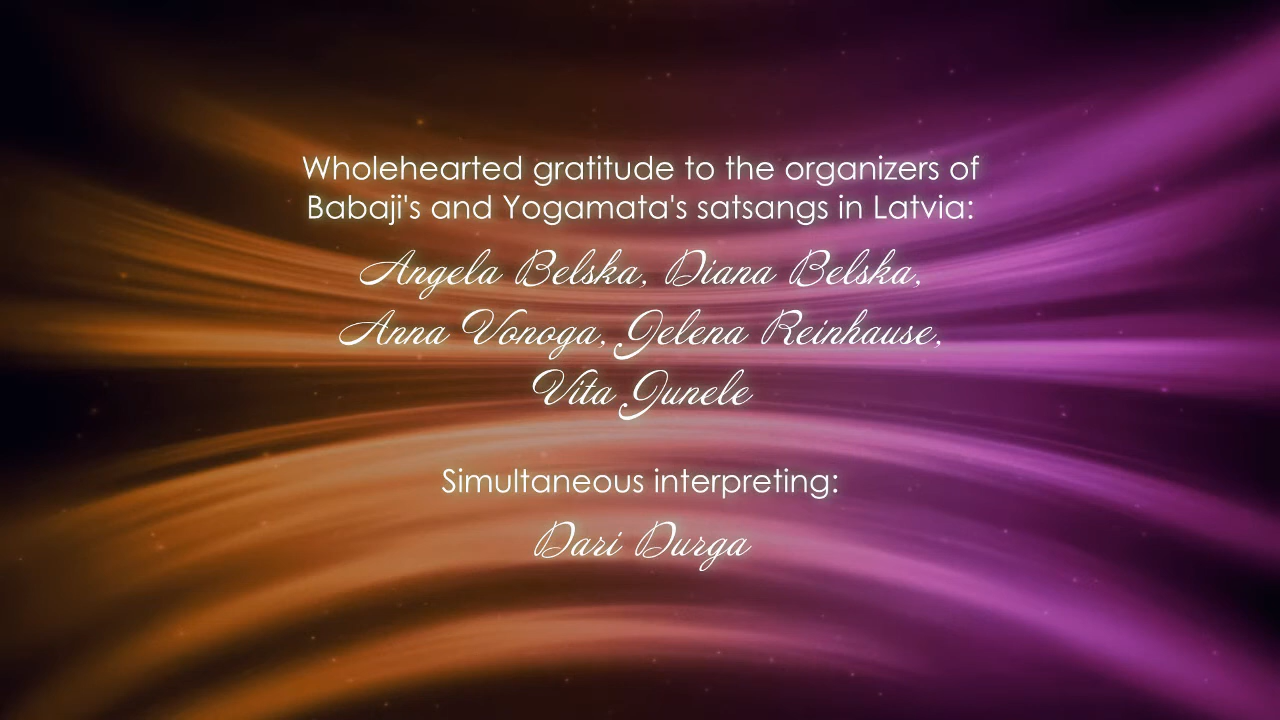 Wholehearted gratitude to the organizers of
Babaji's and Yogamata's satsangs in Latvia:
Angela Belska, Diana Belska,
Anna Vonoga, Jelena Reinhause,
Vita Junele
Simultaneous interpreting:
Dari Durga